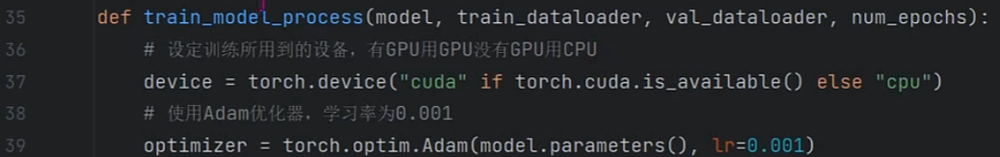 35 def train_model_process(model, train_dataloader, val_dataloader, num_epochs):
36 # 设定训练所用到的设备，有GPU用GPU没有GPU用CPU
37 device = torch.device("cuda" if torch.cuda.is_available() else "cpu")
38 # 使用Adam优化器，学习率为0.001
39 optimizer = torch.optim.Adam(model.parameters(), lr=0.001)